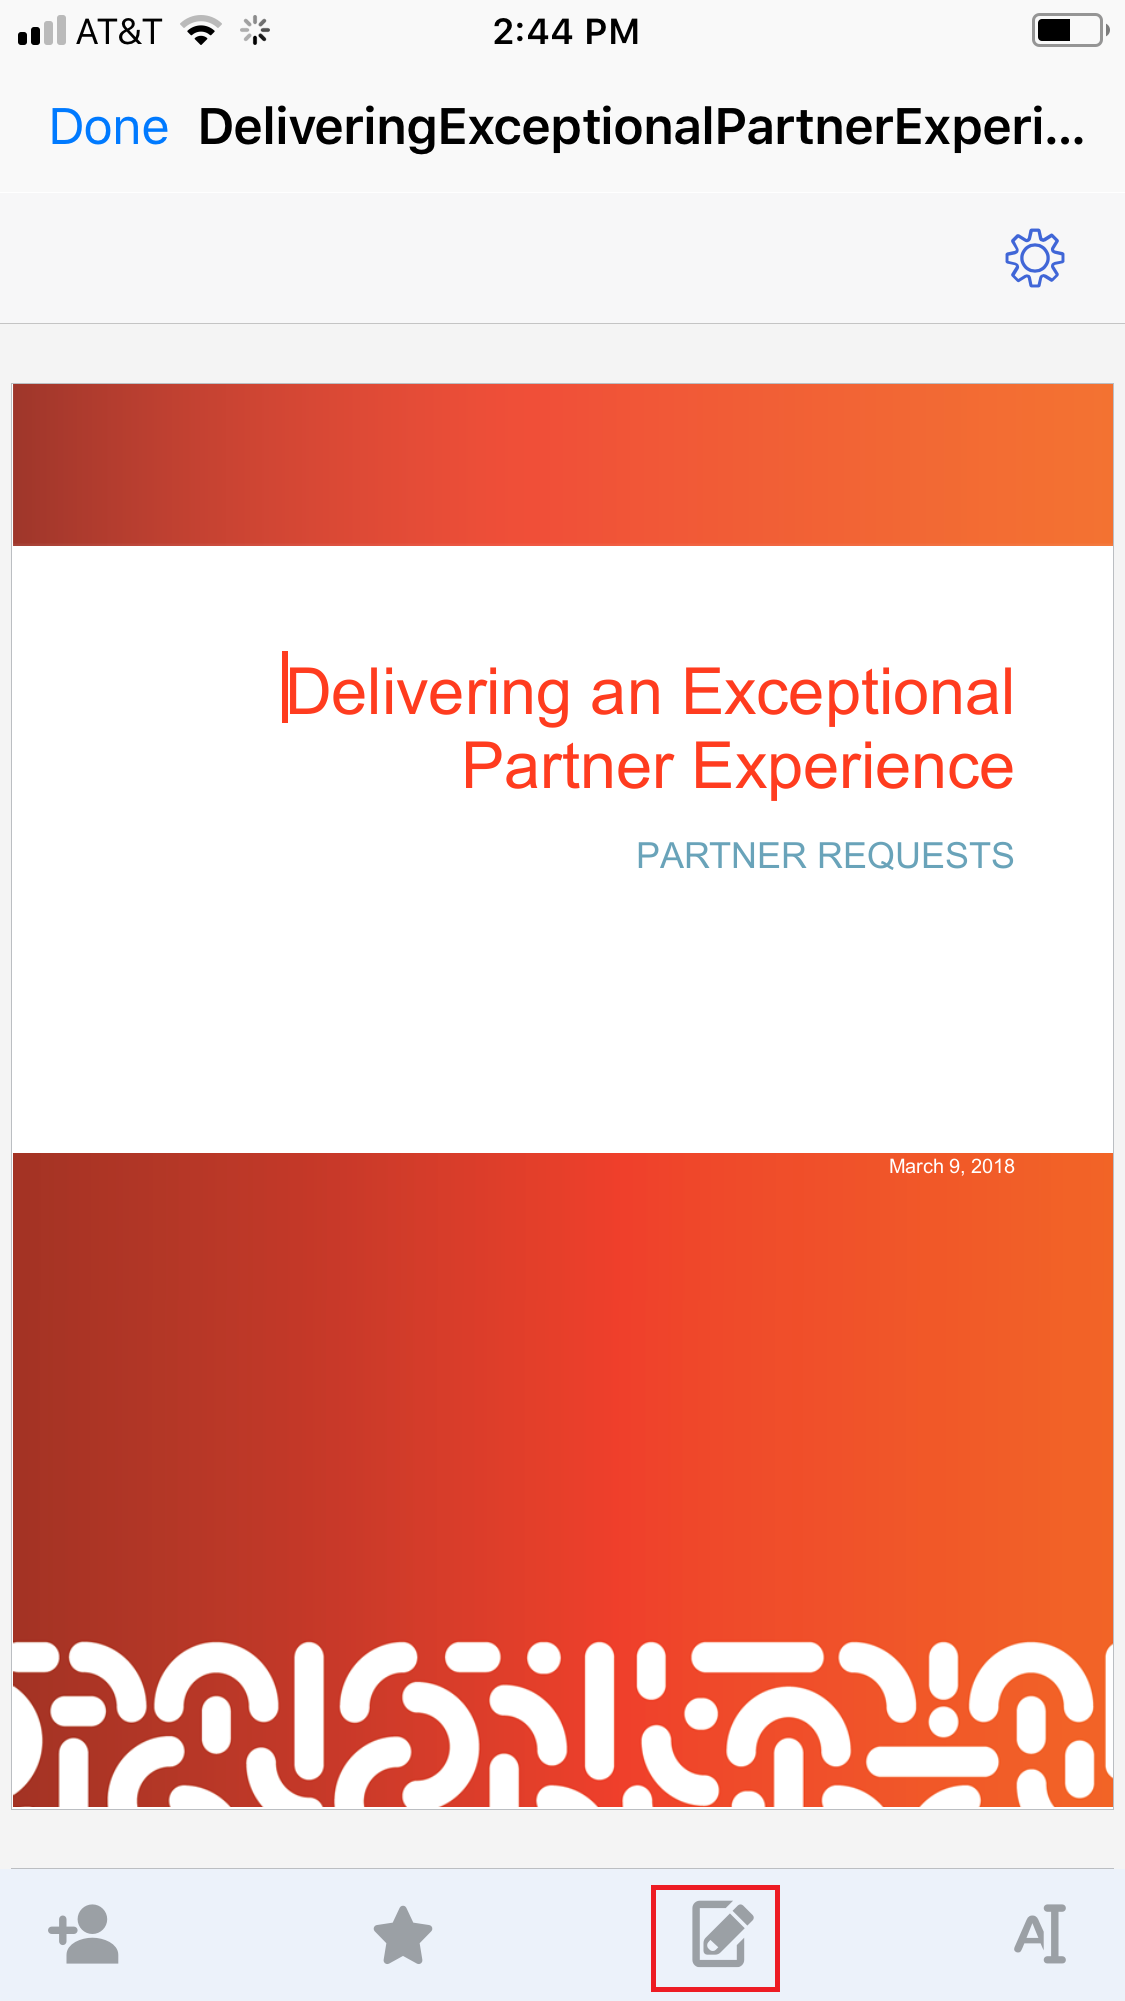 AT&T 2:44 PM
Done DeliveringExceptionalPartnerExperi...
Delivering an Exceptional
Partner Experience
PARTNER REQUESTS
March 9, 2018